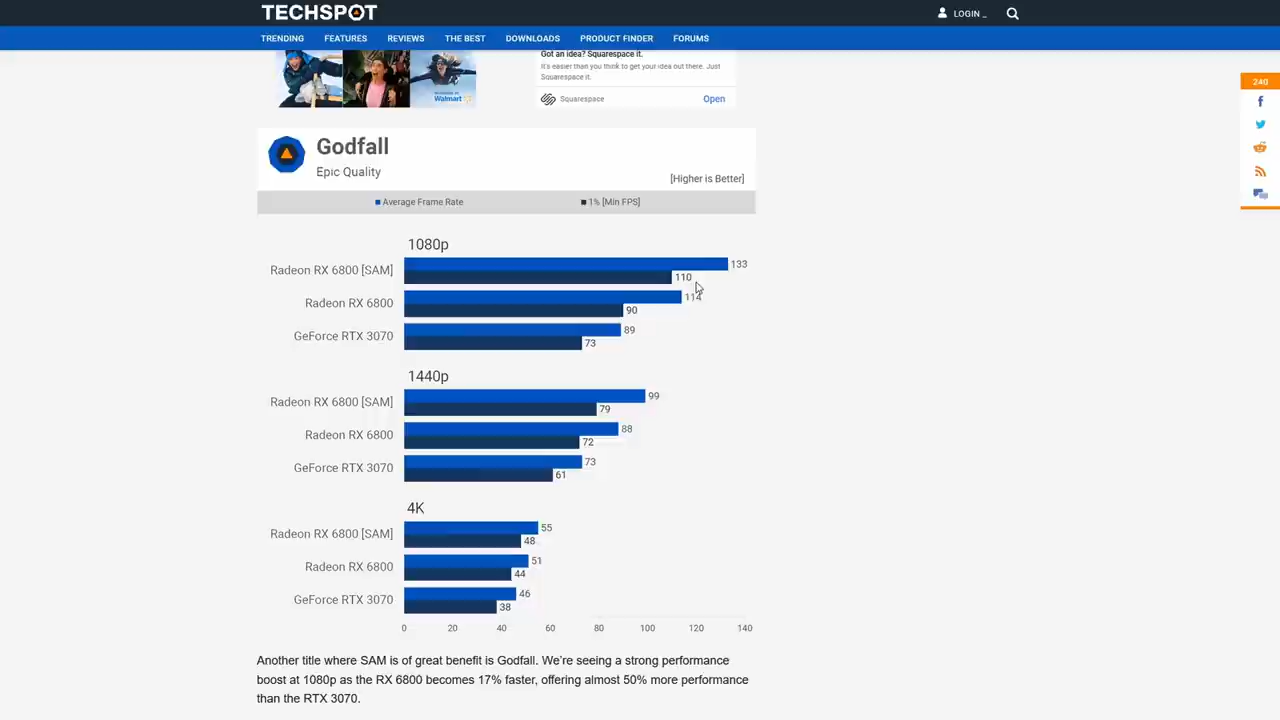 TECHSPOT
LOGIN _
TRENDING FEATURES REVIEWS THE BEST DOWNLOADS PRODUCT FINDER FORUMS
Got an idea? Squarespace it.
It's easier than you think to get your idea out there. Just
Squarespace it.
Walmart
Squarespace Open
240
Godfall
Epic Quality
[Higher is Better]
Average Frame Rate 1% [Min FPS]
1080p
Radeon RX 6800 [SAM] 133
110
Radeon RX 6800 114
90
GeForce RTX 3070 89
73
1440p
Radeon RX 6800 [SAM] 99
79
Radeon RX 6800 88
72
GeForce RTX 3070 73
61
4K
Radeon RX 6800 [SAM] 55
48
Radeon RX 6800 51
44
GeForce RTX 3070 46
38
0 20 40 60 80 100 120 140
Another title where SAM is of great benefit is Godfall. We're seeing a strong performance
boost at 1080p as the RX 6800 becomes 17% faster, offering almost 50% more performance
than the RTX 3070.